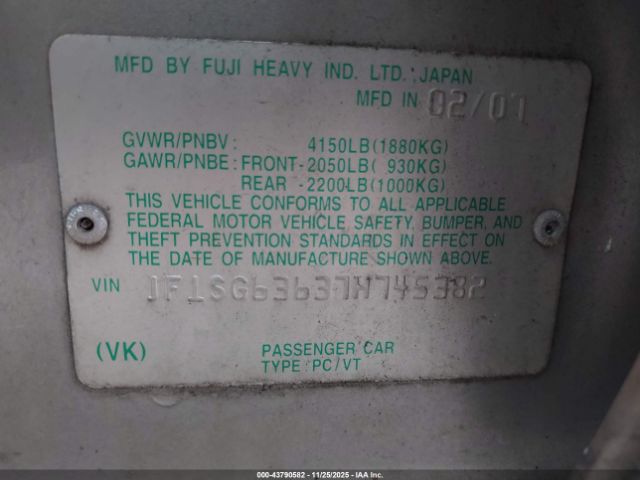 MFD BY FUJI HEAVY IND. LTD. JAPAN
MFD IN 02/07
GVWR/PNBV: 4150LB(1880KG)
GAWR/PNBE: FRONT-2050LB( 930KG)
REAR -2200LB(1000KG)
THIS VEHICLE CONFORMS TO ALL APPLICABLE
FEDERAL MOTOR VEHICLE SAFETY, BUMPER, AND
THEFT PREVENTION STANDARDS IN EFFECT ON
DATE OF MANUFACTURE SHOWN ABOVE.
VIN JF1SG63637H745382
(VK) PASSENGER CAR
TYPE: PC/VT
000-43790582 - 11/25/2025 - ©IAA, Inc.